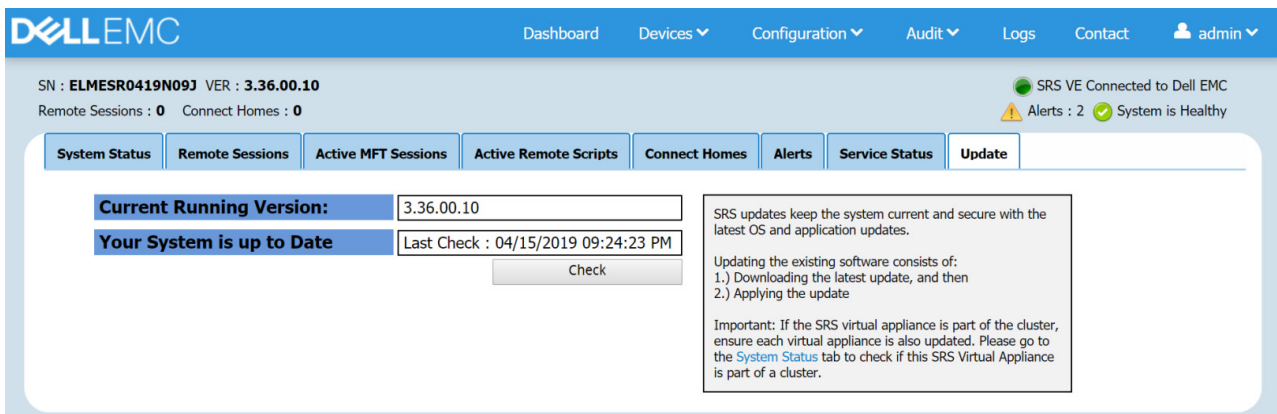 DELLEMC
Dashboard Devices Configuration Audit Logs Contact admin
SN : ELMESR0419N09J VER : 3.36.00.10
SRS VE Connected to Dell EMC
Remote Sessions : 0 Connect Homes : 0
Alerts : 2 System is Healthy
System Status Remote Sessions Active MFT Sessions Active Remote Scripts Connect Homes Alerts Service Status Update
Current Running Version: 3.36.00.10
Your System is up to Date Last Check : 04/15/2019 09:24:23 PM
Check
SRS updates keep the system current and secure with the
latest OS and application updates.
Updating the existing software consists of:
1.) Downloading the latest update, and then
2.) Applying the update
Important: If the SRS virtual appliance is part of the cluster,
ensure each virtual appliance is also updated. Please go to
the System Status tab to check if this SRS Virtual Appliance
is part of a cluster.